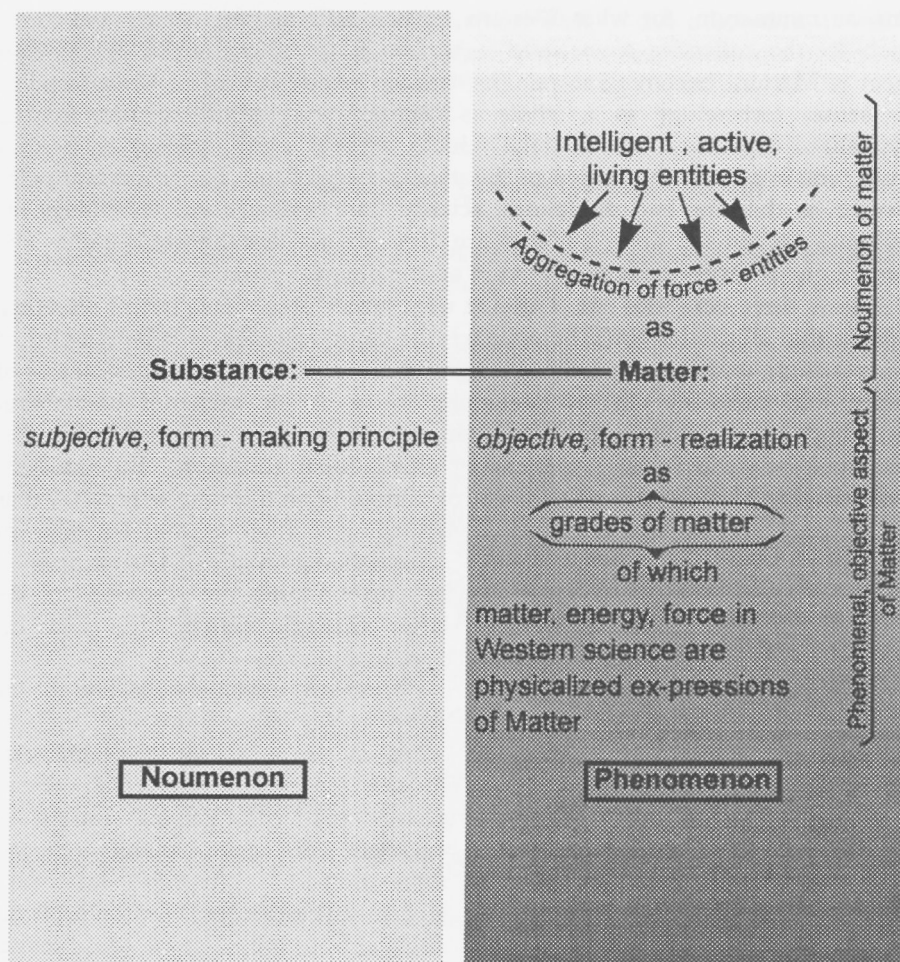 Intelligent , active,
living entities
Aggregation of force - entities
as
Substance:
Matter:
subjective, form - making principle
objective, form - realization
as
grades of matter
of which
matter, energy, force in
Western science are
physicalized ex-pressions
of Matter
Noumenon
Phenomenon
Noumenon of matter
Phenomenal, objective aspect
of Matter